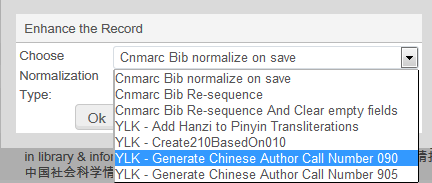 Enhance the Record
Choose Normalization Type:
Cnmarc Bib normalize on save
Cnmarc Bib normalize on save
Cnmarc Bib Re-sequence
Cnmarc Bib Re-sequence And Clear empty fields
YLK - Add Hanzi to Pinyin Transliterations
YLK - Create210BasedOn010
YLK - Generate Chinese Author Call Number 090
YLK - Generate Chinese Author Call Number 905
Ok
in library & infor
中国社会科学情